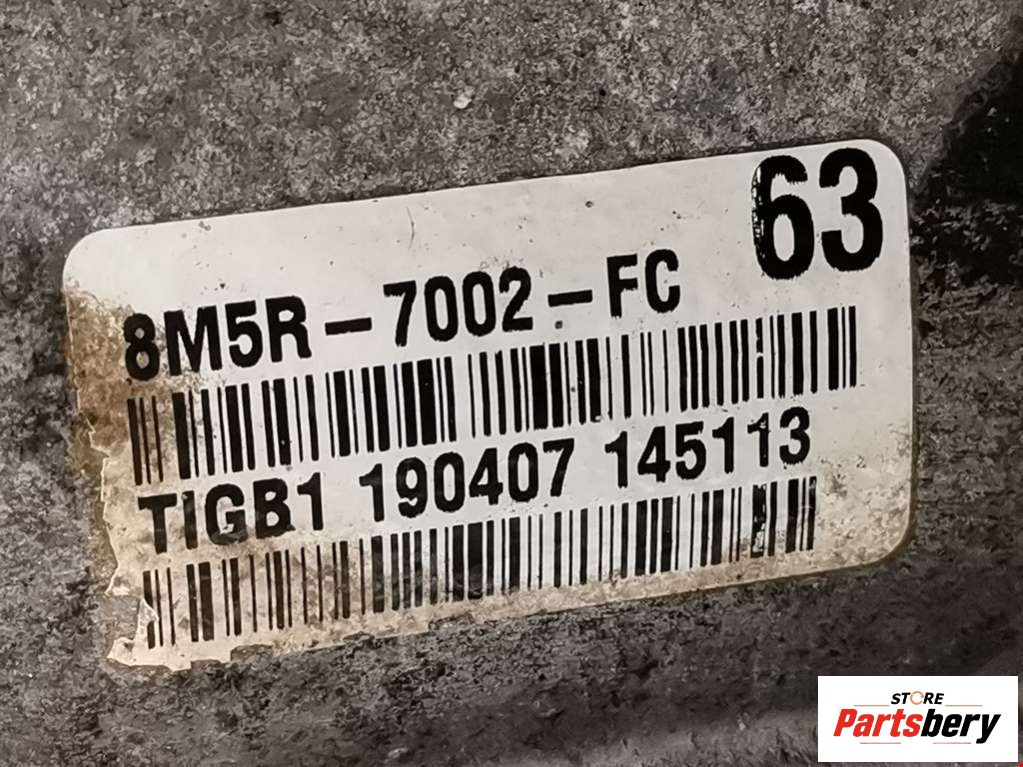 63
8M5R-7002-FC
TIGB1 190407 145113
STORE
Partsbery